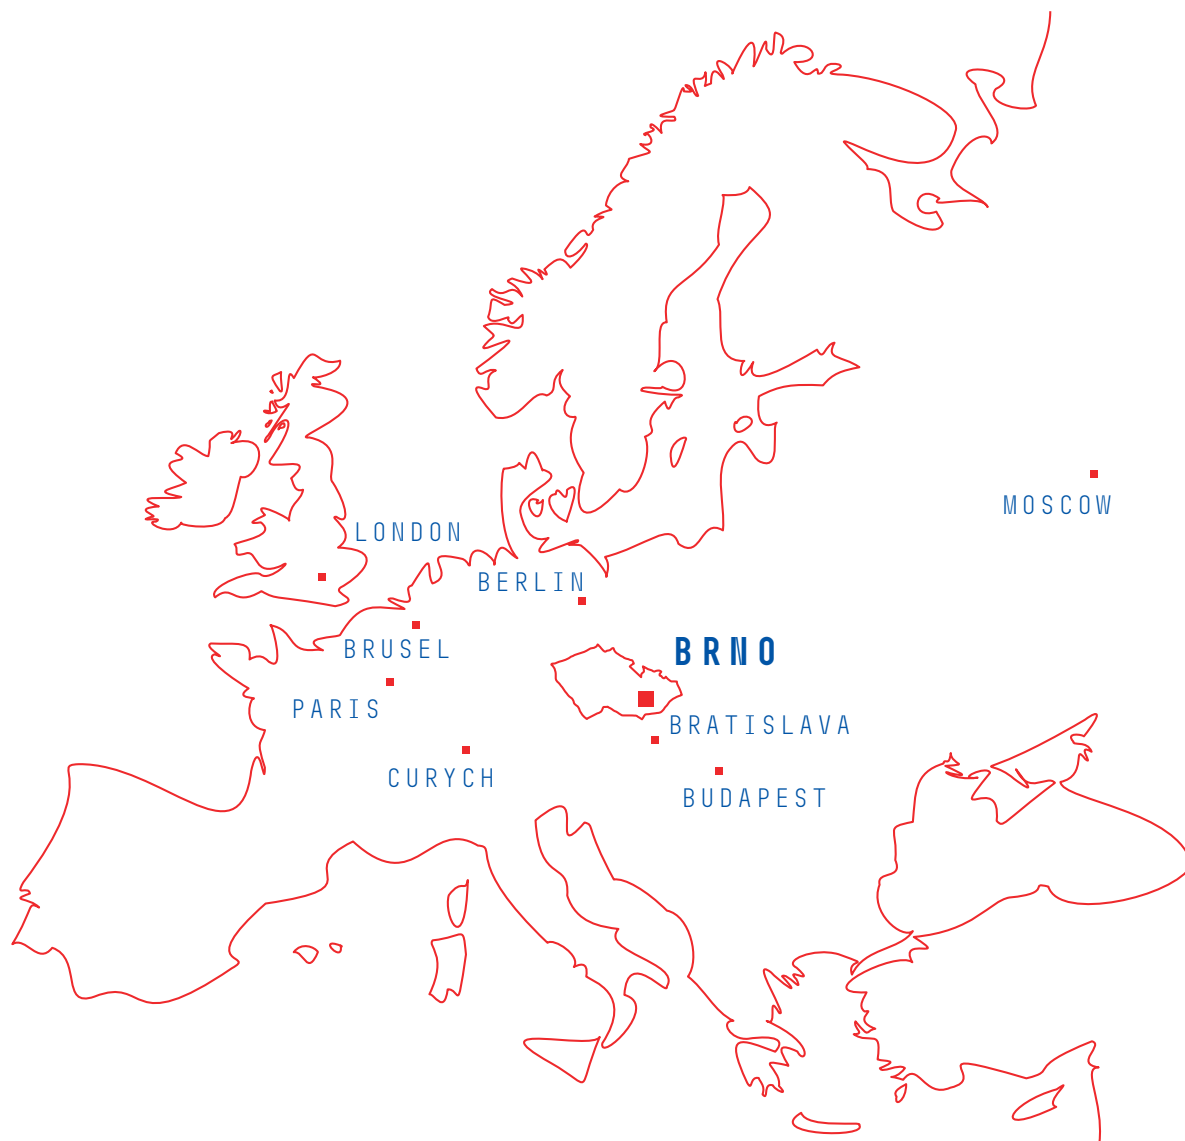 MOSCOW
LONDON
BERLIN
BRUSEL
BRNO
PARIS
BRATISLAVA
CURYCH
BUDAPEST